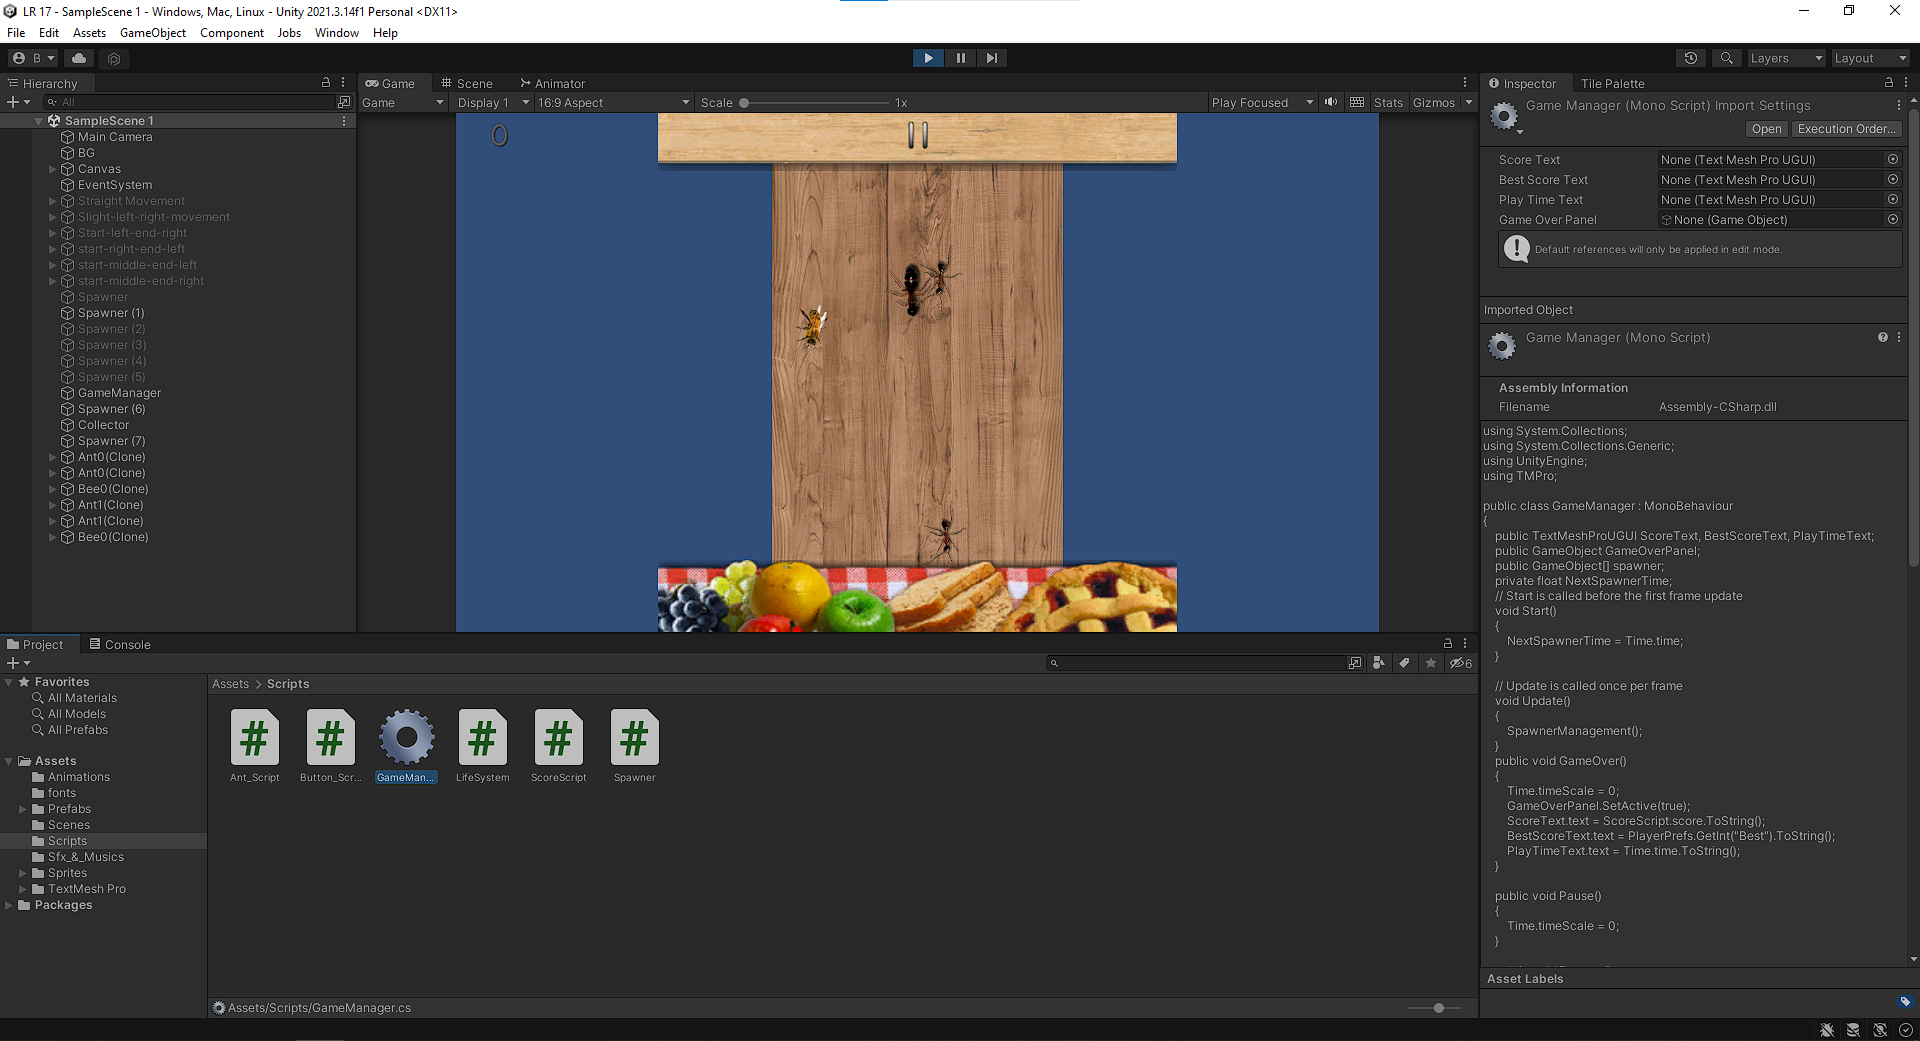 LR 17 - SampleScene 1 - Windows, Mac, Linux - Unity 2021.3.14f1 Personal <DX11>
File Edit Assets GameObject Component Jobs Window Help
B
Layers Layout
Hierarchy
All
SampleScene 1
Main Camera
BG
Canvas
EventSystem
Straight Movement
Slight-left-right-movement
Start-left-end-right
start-right-end-left
start-middle-end-left
start-middle-end-right
Spawner
Spawner (1)
Spawner (2)
Spawner (3)
Spawner (4)
Spawner (5)
GameManager
Spawner (6)
Collector
Spawner (7)
Ant0(Clone)
Ant0(Clone)
Bee0(Clone)
Ant1(Clone)
Ant1(Clone)
Bee0(Clone)
Game Scene Animator
Game Display 1 16:9 Aspect Scale 1x Play Focused Stats Gizmos
0
Inspector Tile Palette
Game Manager (Mono Script) Import Settings
Open Execution Order...
Score Text None (Text Mesh Pro UGUI)
Best Score Text None (Text Mesh Pro UGUI)
Play Time Text None (Text Mesh Pro UGUI)
Game Over Panel None (Game Object)
Default references will only be applied in edit mode.
Imported Object
Game Manager (Mono Script)
Assembly Information
Filename Assembly-CSharp.dll
using System.Collections;
using System.Collections.Generic;
using UnityEngine;
using TMPro;
public class GameManager : MonoBehaviour
{
public TextMeshProUGUI ScoreText, BestScoreText, PlayTimeText;
public GameObject GameOverPanel;
public GameObject[] spawner;
private float NextSpawnerTime;
// Start is called before the first frame update
void Start()
{
NextSpawnerTime = Time.time;
}
// Update is called once per frame
void Update()
{
SpawnerManagement();
}
public void GameOver()
{
Time.timeScale = 0;
GameOverPanel.SetActive(true);
ScoreText.text = ScoreScript.score.ToString();
BestScoreText.text = PlayerPrefs.GetInt("Best").ToString();
PlayTimeText.text = Time.time.ToString();
}
public void Pause()
{
Time.timeScale = 0;
}
Asset Labels
Project Console
6
Favorites
All Materials
All Models
All Prefabs
Assets
Animations
fonts
Prefabs
Scenes
Scripts
Sfx_&_Musics
Sprites
TextMesh Pro
Packages
Assets > Scripts
Ant_Script Button_Scr... GameMan... LifeSystem ScoreScript Spawner
Assets/Scripts/GameManager.cs